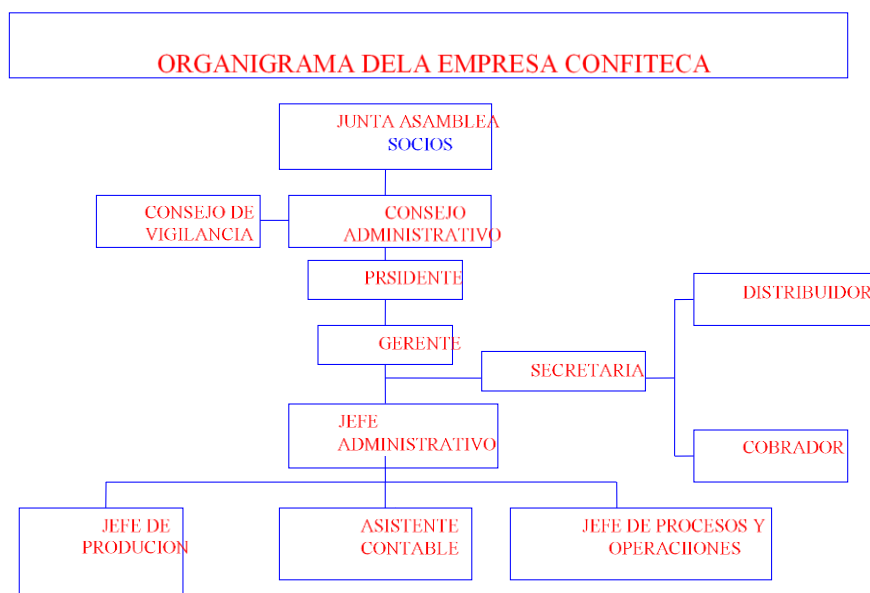 ORGANIGRAMA DELA EMPRESA CONFITECA
JUNTA ASAMBLEA
SOCIOS
CONSEJO DE
VIGILANCIA
CONSEJO
ADMINISTRATIVO
PRSIDENTE
DISTRIBUIDOR
GERENTE
SECRETARIA
JEFE
ADMINISTRATIVO
COBRADOR
JEFE DE
PRODUCION
ASISTENTE
CONTABLE
JEFE DE PROCESOS Y
OPERACIIONES